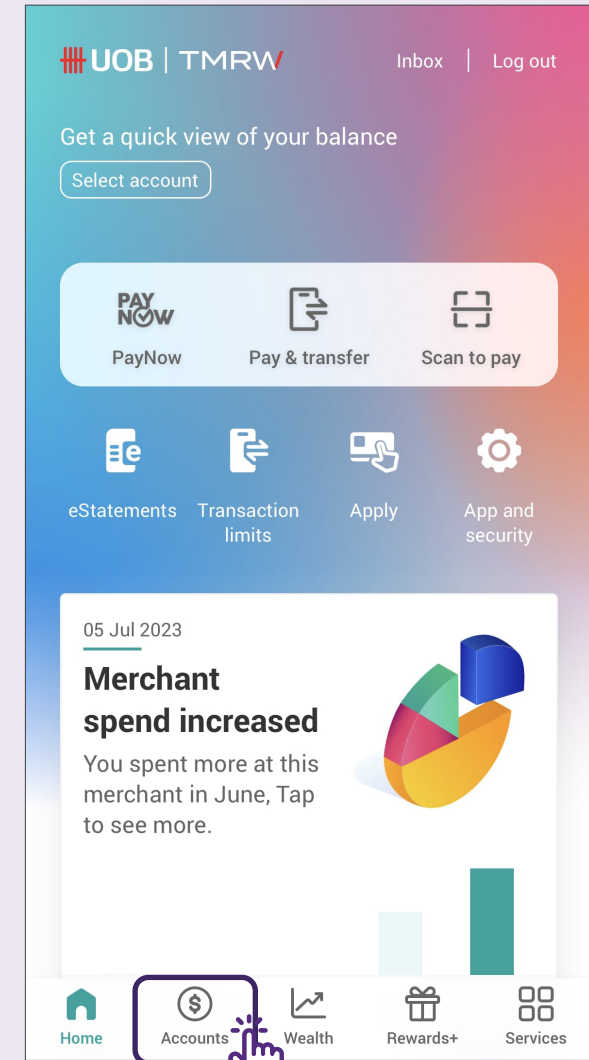 UOB | TMRW
Inbox | Log out
Get a quick view of your balance
Select account
PAY NOW
PayNow
Pay & transfer
Scan to pay
eStatements
Transaction
limits
Apply
App and
security
05 Jul 2023
Merchant
spend increased
You spent more at this
merchant in June, Tap
to see more.
Home
Accounts
Wealth
Rewards+
Services